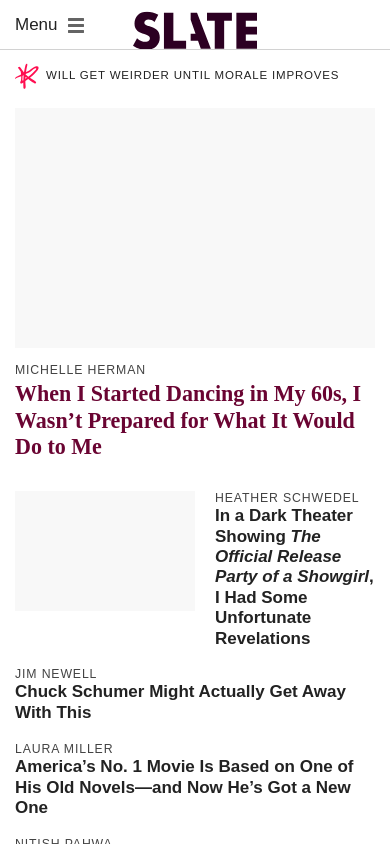 Menu
SLATE
WILL GET WEIRDER UNTIL MORALE IMPROVES
MICHELLE HERMAN
When I Started Dancing in My 60s, I
Wasn’t Prepared for What It Would
Do to Me
HEATHER SCHWEDEL
In a Dark Theater
Showing The
Official Release
Party of a Showgirl,
I Had Some
Unfortunate
Revelations
JIM NEWELL
Chuck Schumer Might Actually Get Away
With This
LAURA MILLER
America’s No. 1 Movie Is Based on One of
His Old Novels—and Now He’s Got a New
One
NITISH PAHWA